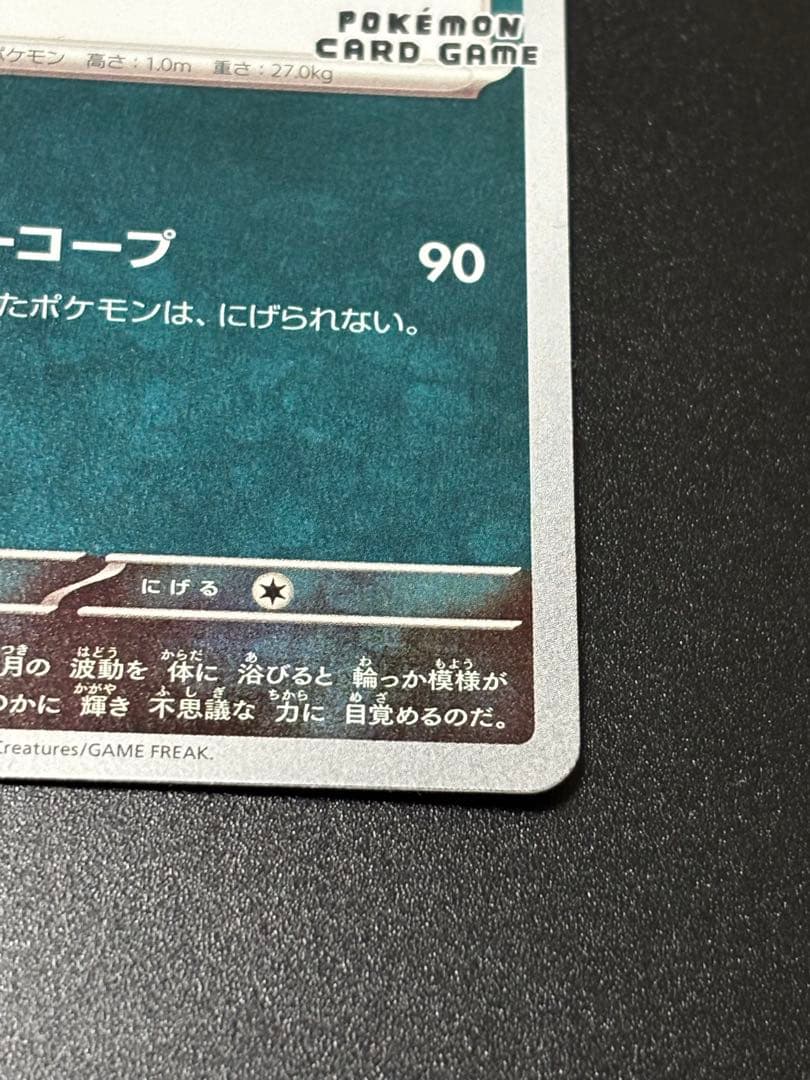 POKÉMON
CARD GAME
ポケモン 高さ:1.0m 重さ:27.0kg
ーコープ 90
たポケモンは、にげられない。
にげる
月の 波動を 体に 浴びると 輪っか模様が
かに 輝き 不思議な 力に 目覚めるのだ。
Creatures/GAME FREAK.